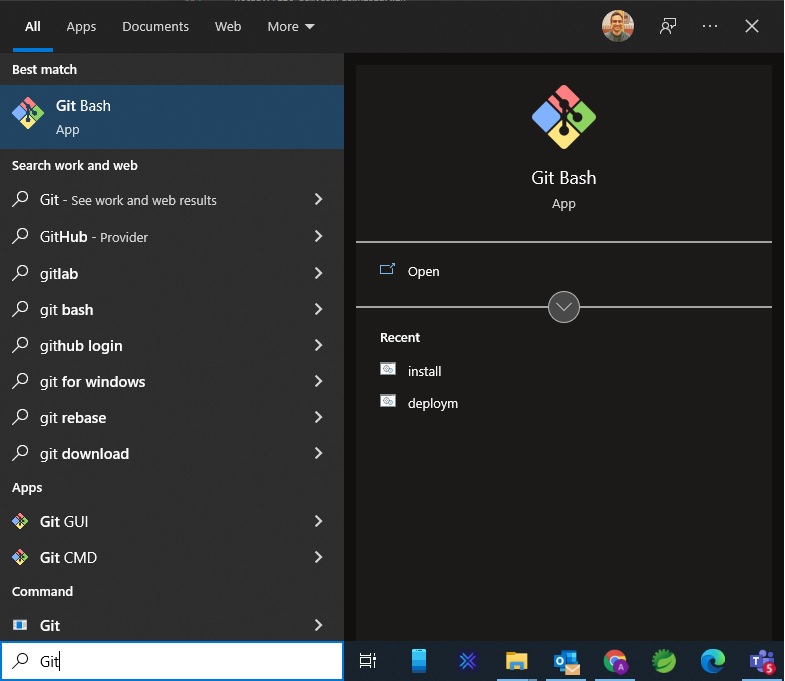 All Apps Documents Web More
Best match
Git Bash
App
Search work and web
Git - See work and web results
GitHub - Provider
gitlab
git bash
github login
git for windows
git rebase
git download
Apps
Git GUI
Git CMD
Command
Git
Git
Git Bash
App
Open
Recent
install
deploym
A
T 5